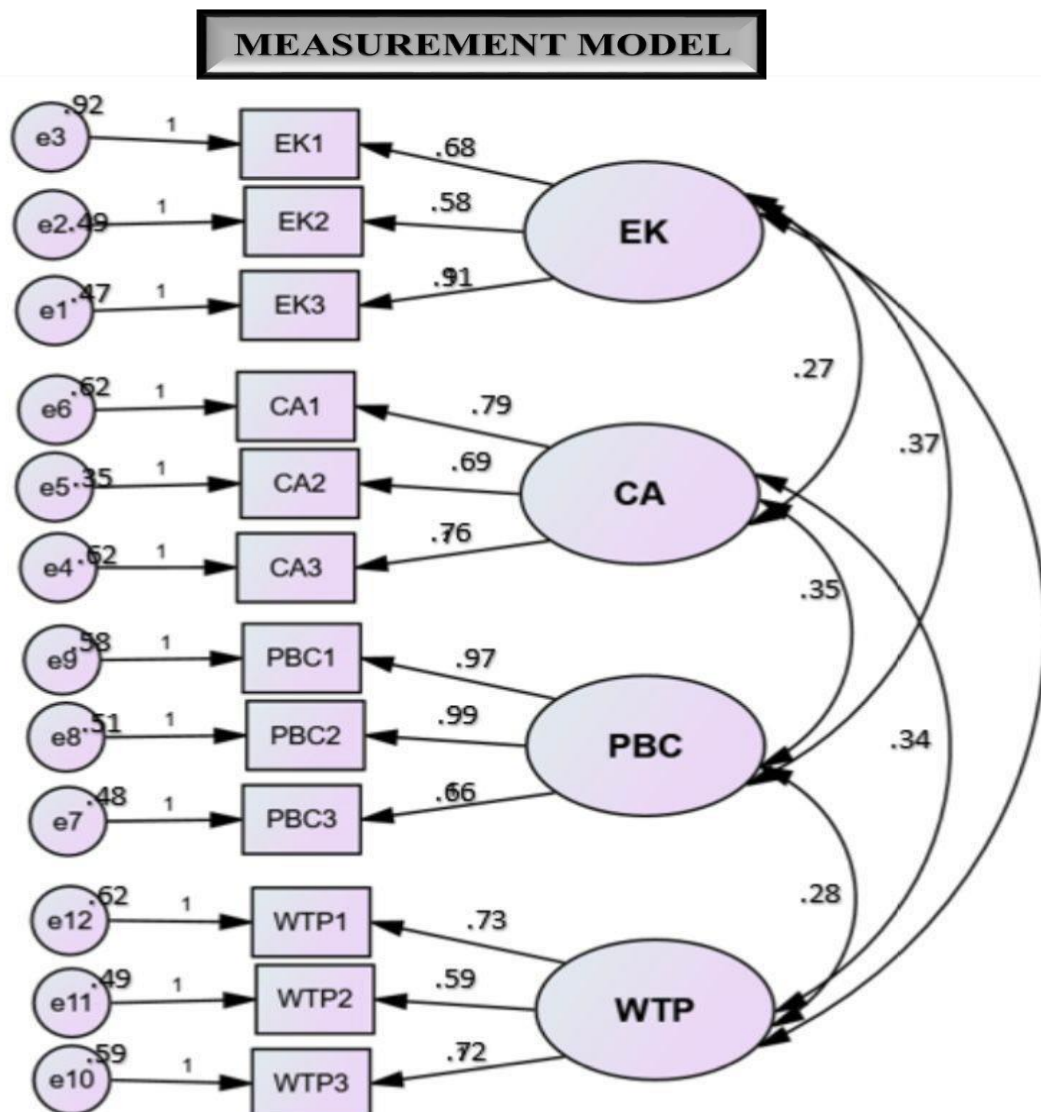 MEASUREMENT MODEL
.92
e3
1
EK1
.68
e2
.49
1
EK2
.58
EK
.47
e1
1
EK3
.91
.27
.62
e6
1
CA1
.79
.37
e5
.35
1
CA2
.69
CA
e4
.62
1
CA3
.76
.35
e9
.58
1
PBC1
.97
e8
.51
1
PBC2
.99
PBC
.34
e7
.48
1
PBC3
.66
e12
.62
1
WTP1
.73
.28
e11
.49
1
WTP2
.59
WTP
e10
.59
1
WTP3
.72